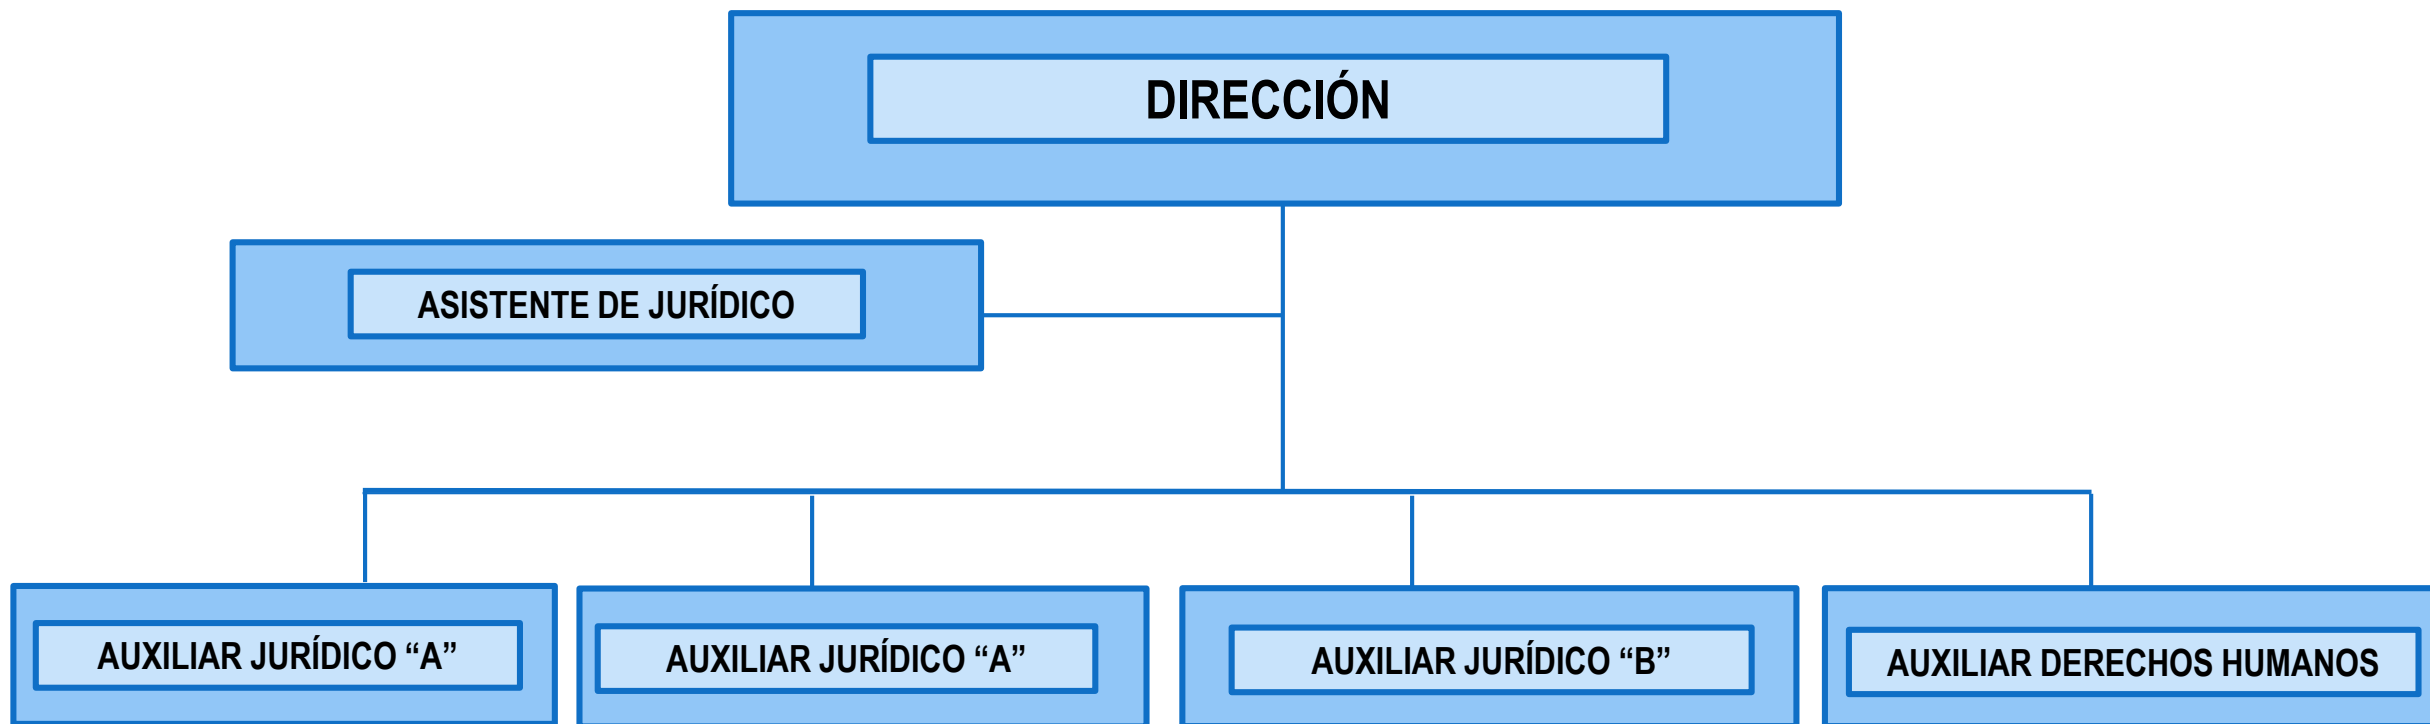 DIRECCIÓN
ASISTENTE DE JURÍDICO
AUXILIAR JURÍDICO “A”
AUXILIAR JURÍDICO “A”
AUXILIAR JURÍDICO “B”
AUXILIAR DERECHOS HUMANOS